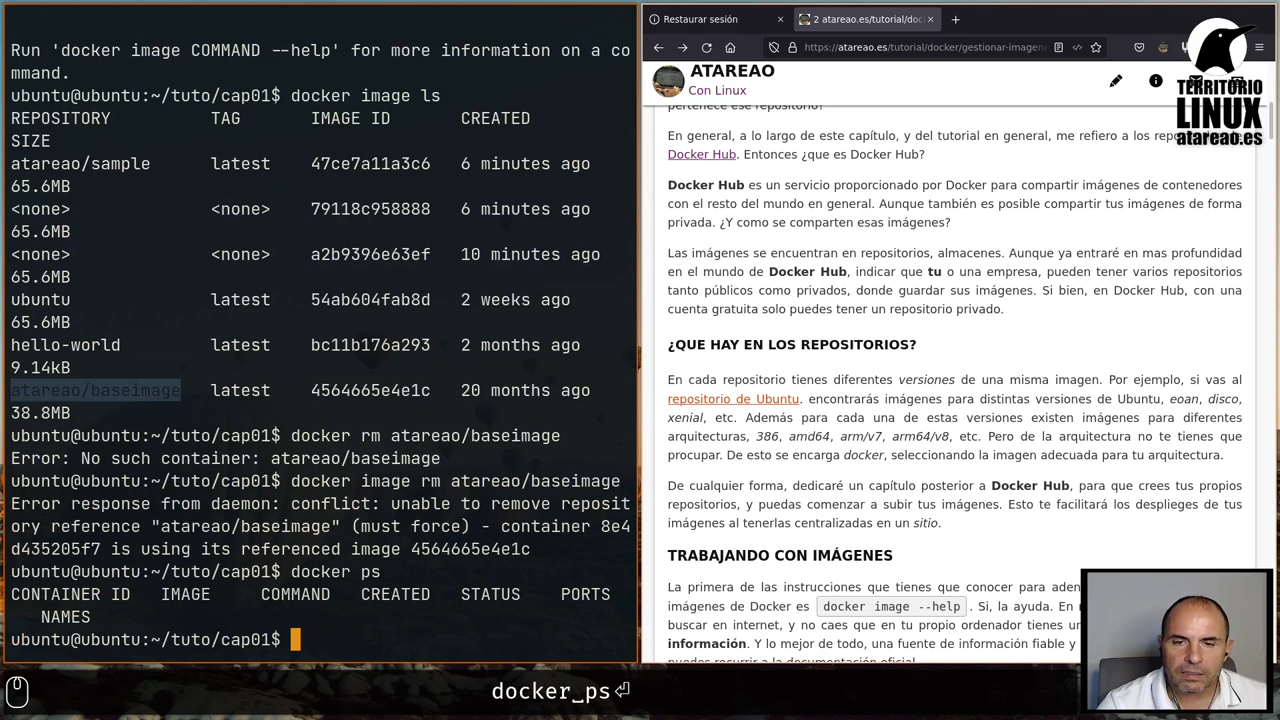 Run 'docker image COMMAND --help' for more information on a co
mmand.
ubuntu@ubuntu:~/tuto/cap01$ docker image ls
REPOSITORY TAG IMAGE ID CREATED
SIZE
atareao/sample latest 47ce7a11a3c6 6 minutes ago
65.6MB
<none> <none> 79118c958888 6 minutes ago
65.6MB
<none> <none> a2b9396e63ef 10 minutes ago
65.6MB
ubuntu latest 54ab604fab8d 2 weeks ago
65.6MB
hello-world latest bc11b176a293 2 months ago
9.14kB
atareao/baseimage latest 4564665e4e1c 20 months ago
38.8MB
ubuntu@ubuntu:~/tuto/cap01$ docker rm atareao/baseimage
Error: No such container: atareao/baseimage
ubuntu@ubuntu:~/tuto/cap01$ docker image rm atareao/baseimage
Error response from daemon: conflict: unable to remove reposit
ory reference "atareao/baseimage" (must force) - container 8e4
d435205f7 is using its referenced image 4564665e4e1c
ubuntu@ubuntu:~/tuto/cap01$ docker ps
CONTAINER ID IMAGE COMMAND CREATED STATUS PORTS
NAMES
ubuntu@ubuntu:~/tuto/cap01$
docker␣ps⏎
Restaurar sesión
2 atareao.es/tutorial/doc
https://atareao.es/tutorial/docker/gestionar-imagen
ATAREAO
Con Linux
TERRITORIO
LINUX
atareao.es
pertenece ese repositorio?
En general, a lo largo de este capítulo, y del tutorial en general, me refiero a los
Docker Hub. Entonces ¿que es Docker Hub?
Docker Hub es un servicio proporcionado por Docker para compartir imágenes de contenedores
con el resto del mundo en general. Aunque también es posible compartir tus imágenes de forma
privada. ¿Y como se comparten esas imágenes?
Las imágenes se encuentran en repositorios, almacenes. Aunque ya entraré en mas profundidad
en el mundo de Docker Hub, indicar que tu o una empresa, pueden tener varios repositorios
tanto públicos como privados, donde guardar sus imágenes. Si bien, en Docker Hub, con una
cuenta gratuita solo puedes tener un repositorio privado.
¿QUE HAY EN LOS REPOSITORIOS?
En cada repositorio tienes diferentes versiones de una misma imagen. Por ejemplo, si vas al
repositorio de Ubuntu. encontrarás imágenes para distintas versiones de Ubuntu, eoan, disco,
xenial, etc. Además para cada una de estas versiones existen imágenes para diferentes
arquitecturas, 386, amd64, arm/v7, arm64/v8, etc. Pero de la arquitectura no te tienes que
procupar. De esto se encarga docker, seleccionando la imagen adecuada para tu arquitectura.
De cualquier forma, dedicaré un capítulo posterior a Docker Hub, para que crees tus propios
repositorios, y puedas comenzar a subir tus imágenes. Esto te facilitará los despliegues de tus
imágenes al tenerlas centralizadas en un sitio.
TRABAJANDO CON IMÁGENES
La primera de las instrucciones que tienes que conocer para
imágenes de Docker es docker image --help. Si, la ayuda. En
buscar en internet, y no caes que en tu propio ordenador tienes
información. Y lo mejor de todo, una fuente de información fiable y
puedes recurrir a la documentación oficial